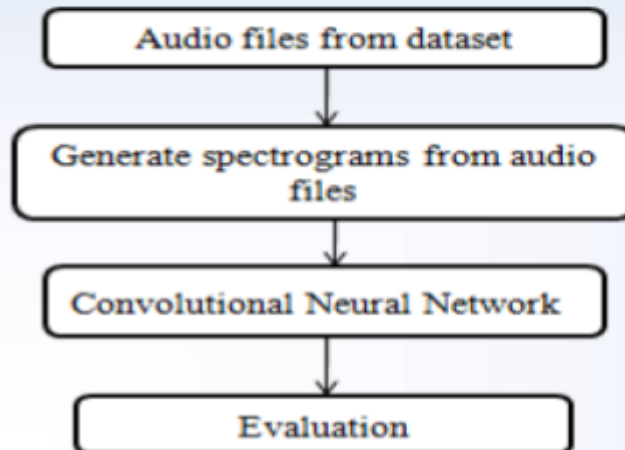 Audio files from dataset
Generate spectrograms from audio
files
Convolutional Neural Network
Evaluation